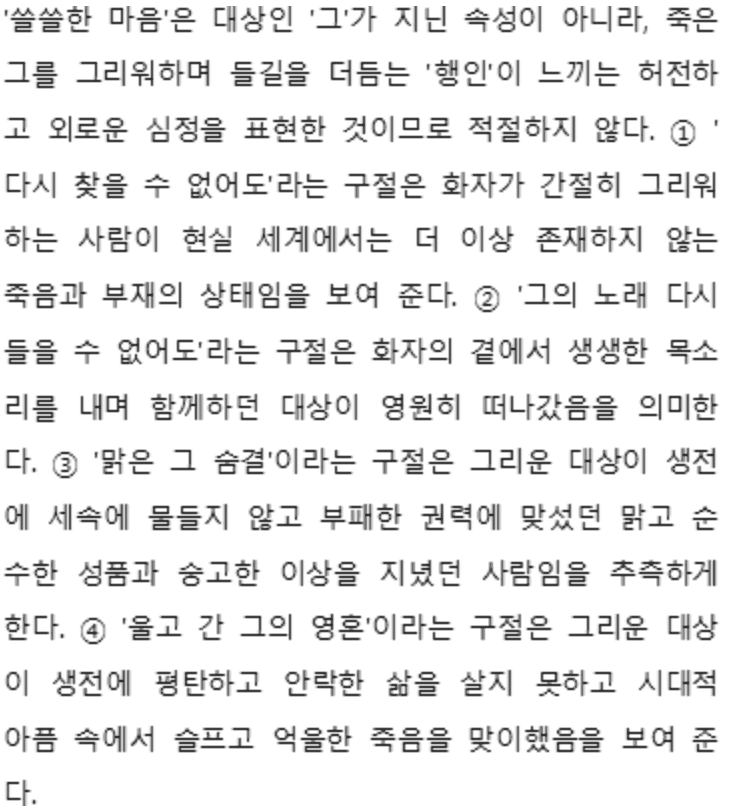 '쓸쓸한 마음'은 대상인 '그'가 지닌 속성이 아니라, 죽은
그를 그리워하며 들길을 더듬는 '행인'이 느끼는 허전하
고 외로운 심정을 표현한 것이므로 적절하지 않다. ① '
다시 찾을 수 없어도'라는 구절은 화자가 간절히 그리워
하는 사람이 현실 세계에서는 더 이상 존재하지 않는
죽음과 부재의 상태임을 보여 준다. ② '그의 노래 다시
들을 수 없어도'라는 구절은 화자의 곁에서 생생한 목소
리를 내며 함께하던 대상이 영원히 떠나갔음을 의미한
다. ③ '맑은 그 숨결'이라는 구절은 그리운 대상이 생전
에 세속에 물들지 않고 부패한 권력에 맞섰던 맑고 순
수한 성품과 숭고한 이상을 지녔던 사람임을 추측하게
한다. ④ '울고 간 그의 영혼'이라는 구절은 그리운 대상
이 생전에 평탄하고 안락한 삶을 살지 못하고 시대적
아픔 속에서 슬프고 억울한 죽음을 맞이했음을 보여 준
다.